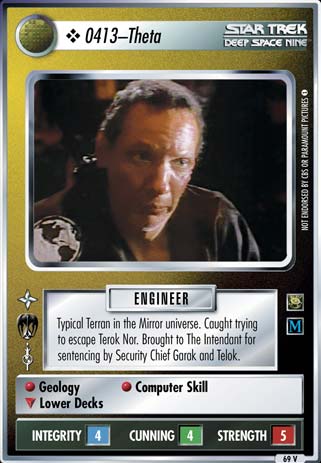 ❖ 0413–Theta
STAR TREK
DEEP SPACE NINE
NOT ENDORSED BY CBS OR PARAMOUNT PICTURES
ENGINEER
Typical Terran in the Mirror universe. Caught trying
to escape Terok Nor. Brought to The Intendant for
sentencing by Security Chief Garak and Telok.
M
Geology
Computer Skill
Lower Decks
INTEGRITY 4 CUNNING 4 STRENGTH 5
69 V